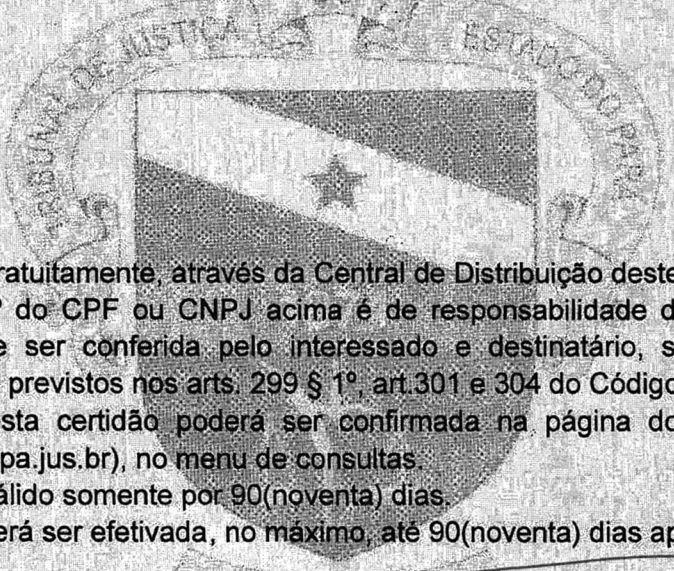 TRIBUNAL DE JUSTIÇA
ESTADO DO PARÁ
ratuitamente, através da Central de Distribuição deste
º do CPF ou CNPJ acima é de responsabilidade d
e ser conferida pelo interessado e destinatário, s
previstos nos arts. 299 § 1º, art.301 e 304 do Código
sta certidão poderá ser confirmada na página do
pa.jus.br), no menu de consultas.
álido somente por 90(noventa) dias.
erá ser efetivada, no máximo, até 90(noventa) dias ap